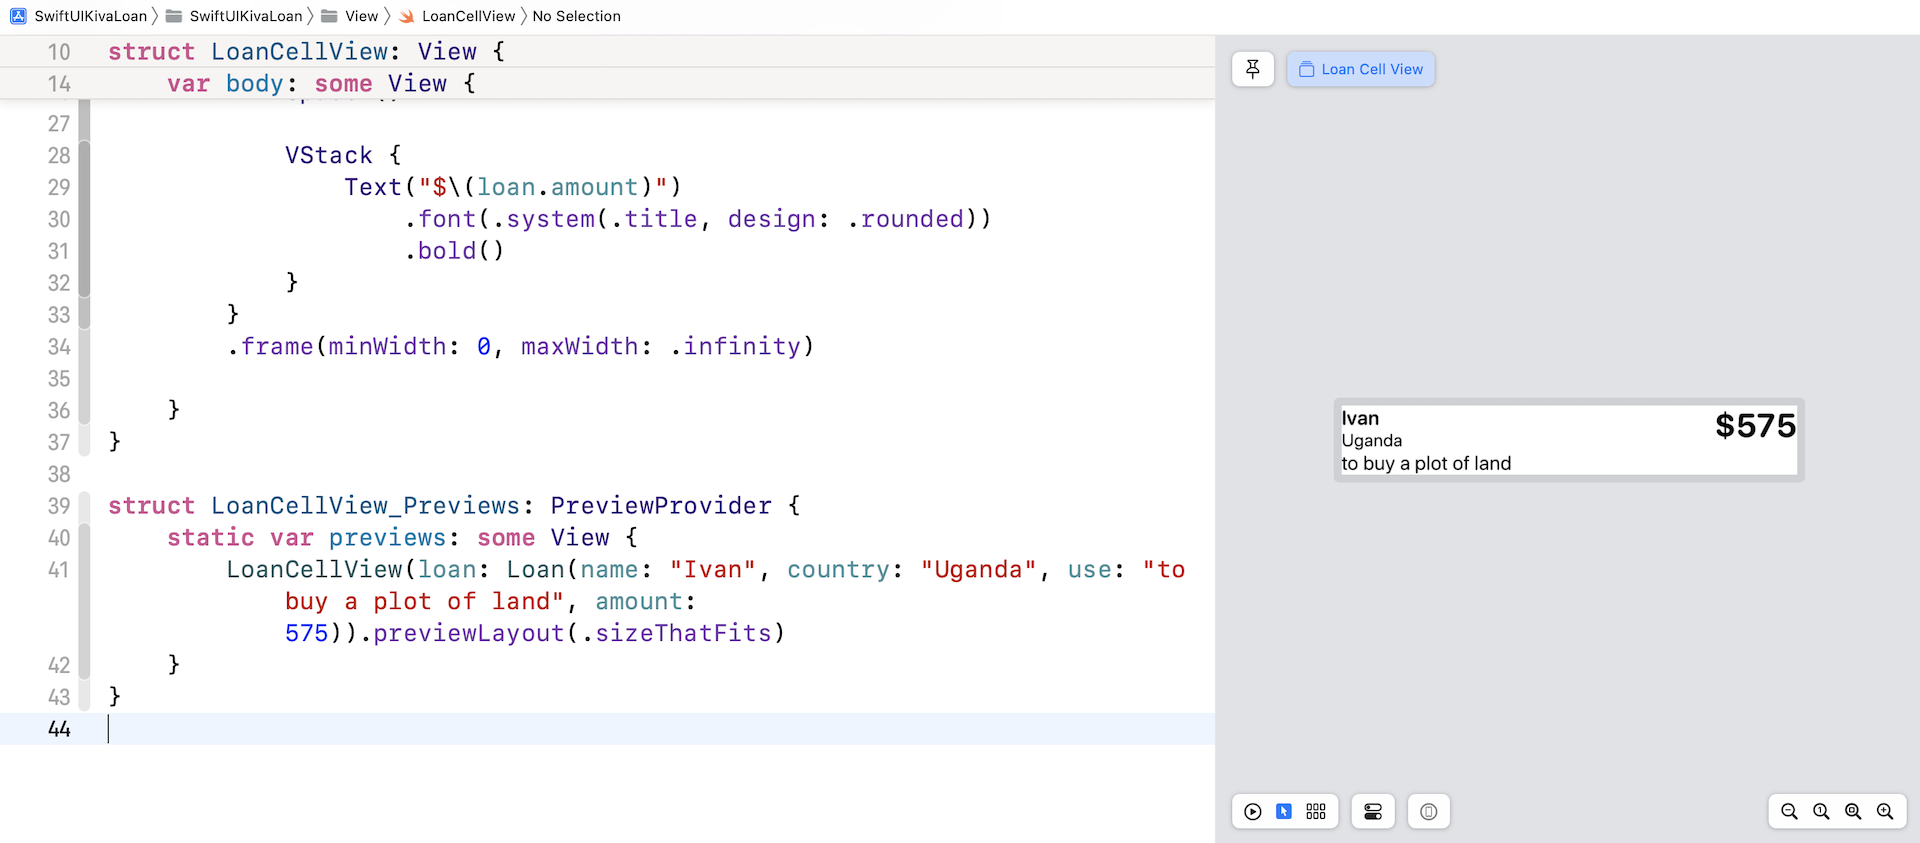 SwiftUIKivaLoan SwiftUIKivaLoan View LoanCellView No Selection
10 struct LoanCellView: View {
14 var body: some View {
27
28 VStack {
29 Text("$\(loan.amount)")
30 .font(.system(.title, design: .rounded))
31 .bold()
32 }
33 }
34 .frame(minWidth: 0, maxWidth: .infinity)
35
36 }
37 }
38
39 struct LoanCellView_Previews: PreviewProvider {
40 static var previews: some View {
41 LoanCellView(loan: Loan(name: "Ivan", country: "Uganda", use: "to
buy a plot of land", amount:
575)).previewLayout(.sizeThatFits)
42 }
43 }
44
Loan Cell View
Ivan
$575
Uganda
to buy a plot of land